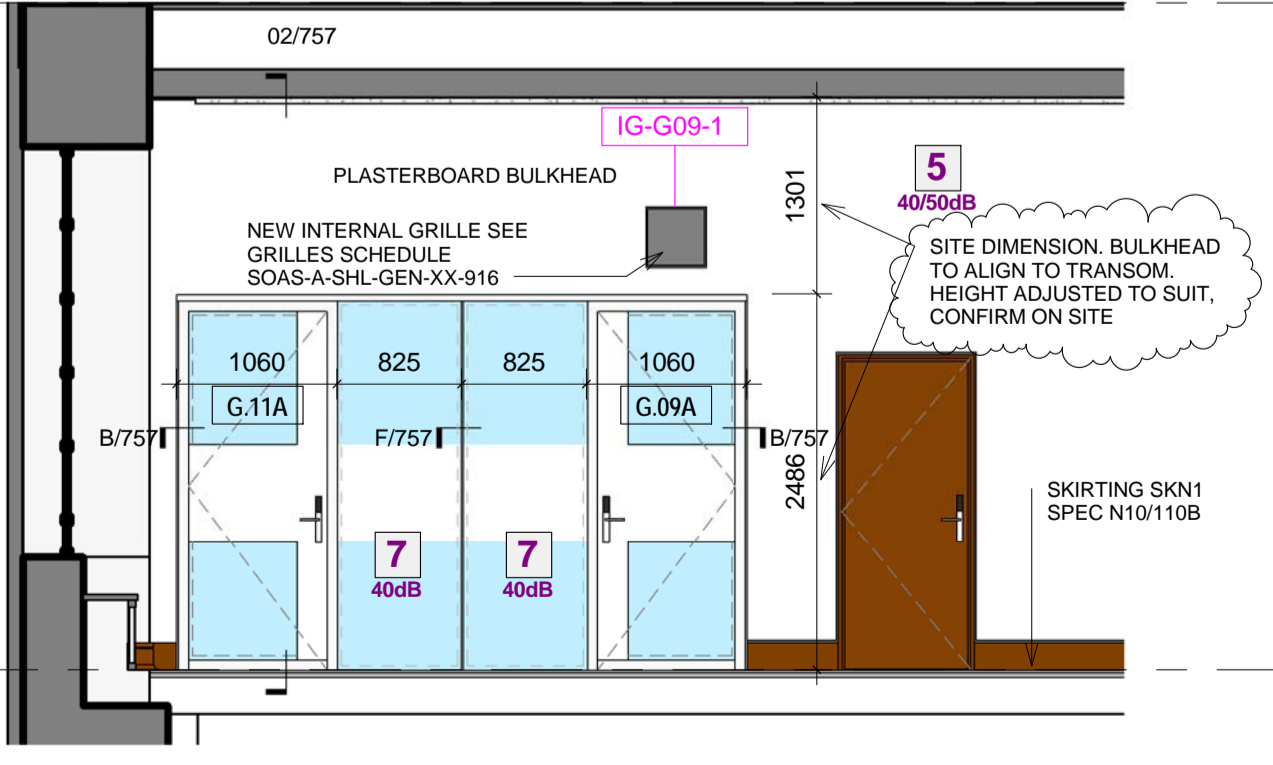 02/757
IG-G09-1
PLASTERBOARD BULKHEAD
5
40/50dB
1301
NEW INTERNAL GRILLE SEE
GRILLES SCHEDULE
SOAS-A-SHL-GEN-XX-916
SITE DIMENSION. BULKHEAD
TO ALIGN TO TRANSOM.
HEIGHT ADJUSTED TO SUIT,
CONFIRM ON SITE
1060
825
825
1060
G.11A
G.09A
B/757
F/757
B/757
2486
SKIRTING SKN1
SPEC N10/110B
7
40dB
7
40dB